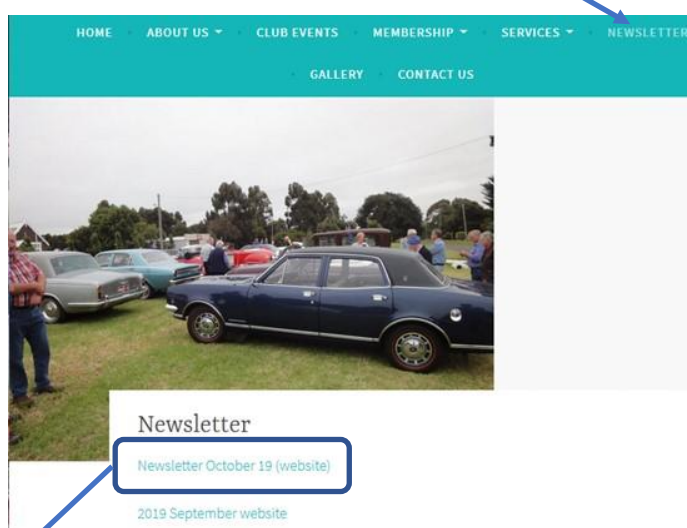 HOME ABOUT US CLUB EVENTS MEMBERSHIP SERVICES NEWSLETTER
GALLERY CONTACT US
Newsletter
Newsletter October 19 (website)
2019 September website